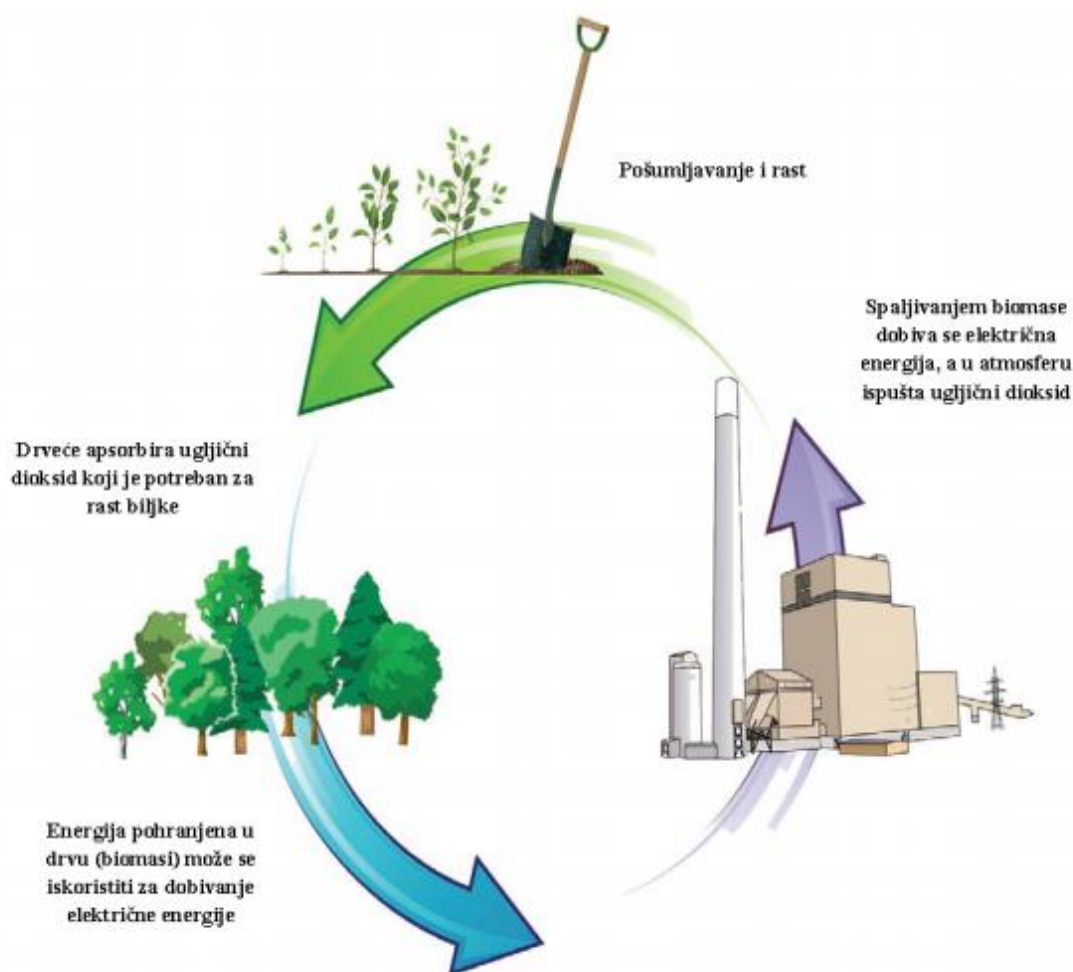 Pošumljavanje i rast
Spaljivanjem biomase
dobiva se električna
energija, a u atmosferu
ispušta ugljični dioksid
Drveće apsorbira ugljični
dioksid koji je potreban za
rast biljke
Energija pohranjena u
drvu (biomasi) može se
iskoristiti za dobivanje
električne energije